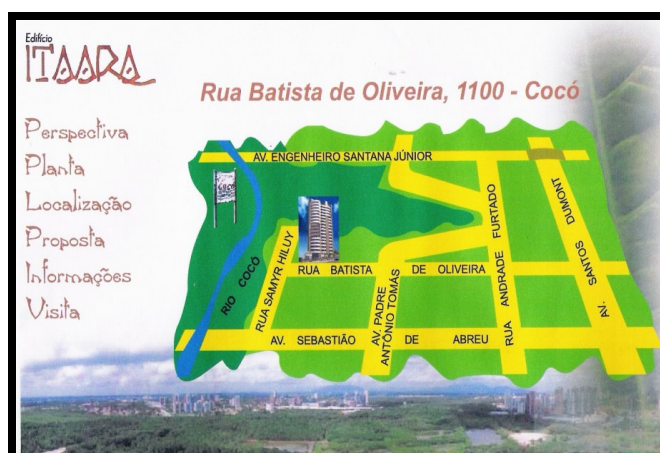 Edifício
ITAARA
Rua Batista de Oliveira, 1100 - Cocó
Perspectiva
Planta
Localização
Proposta
Informações
Visita
AV. ENGENHEIRO SANTANA JÚNIOR
RIO COCÓ
RUA SAMYR HILUY
RUA BATISTA DE OLIVEIRA
AV. PADRE
ANTÔNIO TOMÁS
RUA ANDRADE FURTADO
AV. SANTOS DUMONT
AV. SEBASTIÃO DE ABREU